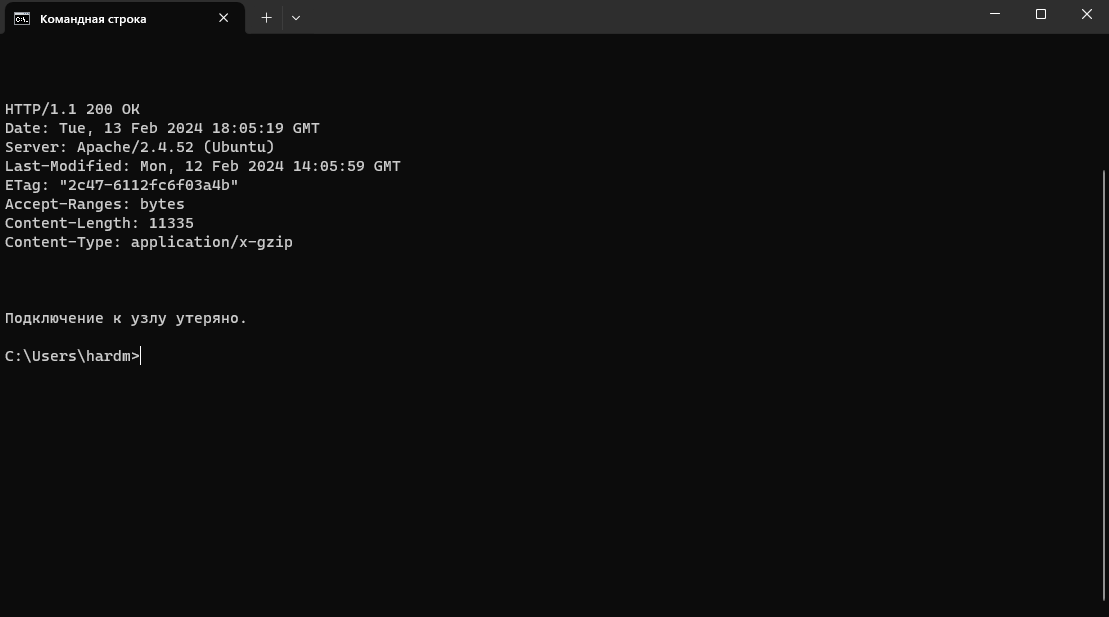 Командная строка
HTTP/1.1 200 OK
Date: Tue, 13 Feb 2024 18:05:19 GMT
Server: Apache/2.4.52 (Ubuntu)
Last-Modified: Mon, 12 Feb 2024 14:05:59 GMT
ETag: "2c47-6112fc6f03a4b"
Accept-Ranges: bytes
Content-Length: 11335
Content-Type: application/x-gzip
Подключение к узлу утеряно.
C:\Users\hardm>